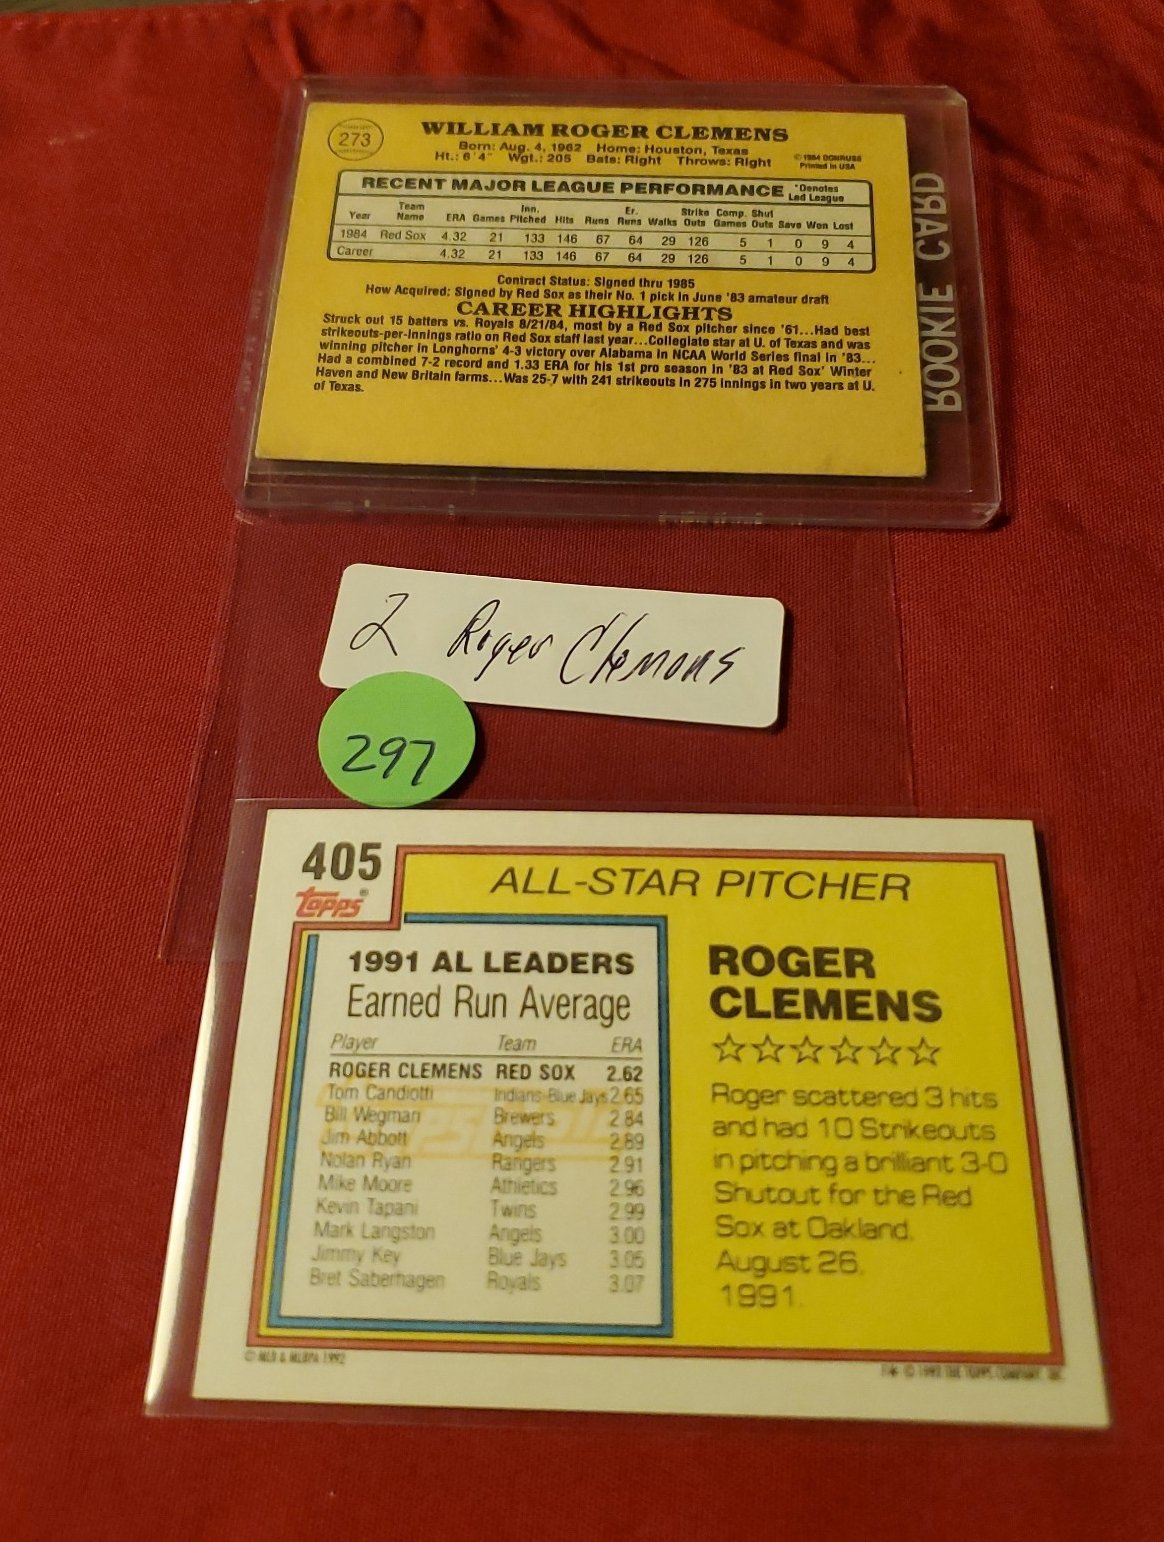 273
WILLIAM ROGER CLEMENS
Born: Aug. 4, 1962 Home: Houston, Texas
Ht.: 6'4" Wgt.: 205 Bats: Right Throws: Right
© 1984 DONRUSS
Printed in USA
RECENT MAJOR LEAGUE PERFORMANCE *Denotes Led League
Year Team Name ERA Games Inn. Pitched Hits Runs Er. Runs Walks Strike Outs Comp. Games Shut Outs Save Won Lost
1984 Red Sox 4.32 21 133 146 67 64 29 126 5 1 0 9 4
Career 4.32 21 133 146 67 64 29 126 5 1 0 9 4
Contract Status: Signed thru 1985
How Acquired: Signed by Red Sox as their No. 1 pick in June '83 amateur draft
CAREER HIGHLIGHTS
Struck out 15 batters vs. Royals 8/21/84, most by a Red Sox pitcher since '61...Had best
strikeouts-per-innings ratio on Red Sox staff last year...Collegiate star at U. of Texas and was
winning pitcher in Longhorns' 4-3 victory over Alabama in NCAA World Series final in '83...
Had a combined 7-2 record and 1.33 ERA for his 1st pro season in '83 at Red Sox' Winter
Haven and New Britain farms...Was 25-7 with 241 strikeouts in 275 innings in two years at U.
of Texas.
ROOKIE CARD
2 Roger Clemons
297
405
topps®
ALL-STAR PITCHER
1991 AL LEADERS
Earned Run Average
Player Team ERA
ROGER CLEMENS RED SOX 2.62
Tom Candiotti Indians-Blue Jays 2.65
Bill Wegman Brewers 2.84
Jim Abbott Angels 2.89
Nolan Ryan Rangers 2.91
Mike Moore Athletics 2.96
Kevin Tapani Twins 2.99
Mark Langston Angels 3.00
Jimmy Key Blue Jays 3.05
Bret Saberhagen Royals 3.07
ROGER
CLEMENS
Roger scattered 3 hits
and had 10 Strikeouts
in pitching a brilliant 3-0
Shutout for the Red
Sox at Oakland,
August 26,
1991.
© MLB & MLBPA 1992
© 1992 THE TOPPS COMPANY, INC.